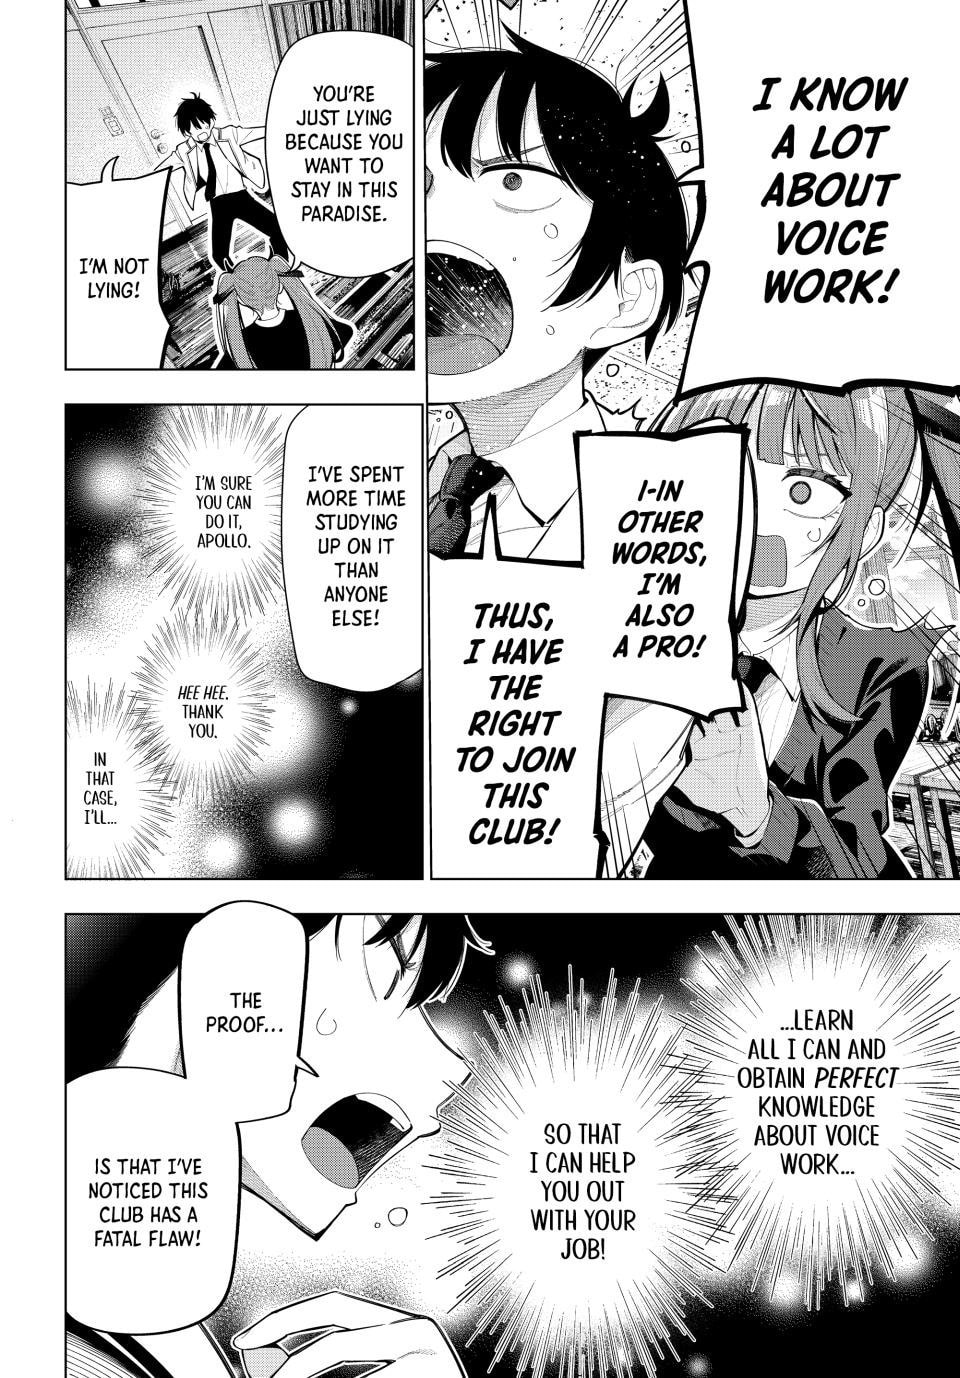 I KNOW
A LOT
ABOUT
VOICE
WORK!
I-IN
OTHER
WORDS,
I'M
ALSO
A PRO!
THUS,
I HAVE
THE
RIGHT
TO JOIN
THIS
CLUB!
YOU'RE
JUST LYING
BECAUSE YOU
WANT TO
STAY IN THIS
PARADISE.
I'M NOT
LYING!
I'VE SPENT
MORE TIME
STUDYING
UP ON IT
THAN
ANYONE
ELSE!
I'M SURE
YOU CAN
DO IT,
APOLLO.
HEE HEE.
THANK
YOU.
IN
THAT
CASE,
I'LL...
...LEARN
ALL I CAN AND
OBTAIN PERFECT
KNOWLEDGE
ABOUT VOICE
WORK...
SO THAT
I CAN HELP
YOU OUT
WITH YOUR
JOB!
THE
PROOF...
IS THAT I'VE
NOTICED THIS
CLUB HAS A
FATAL FLAW!